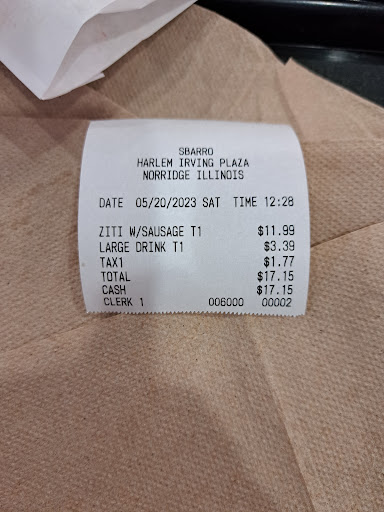 SBARRO
HARLEM IRVING PLAZA
NORRIDGE ILLINOIS
DATE 05/20/2023 SAT TIME 12:28
ZITI W/SAUSAGE T1 $11.99
LARGE DRINK T1 $3.39
TAX1 $1.77
TOTAL $17.15
CASH $17.15
CLERK 1 006000 00002